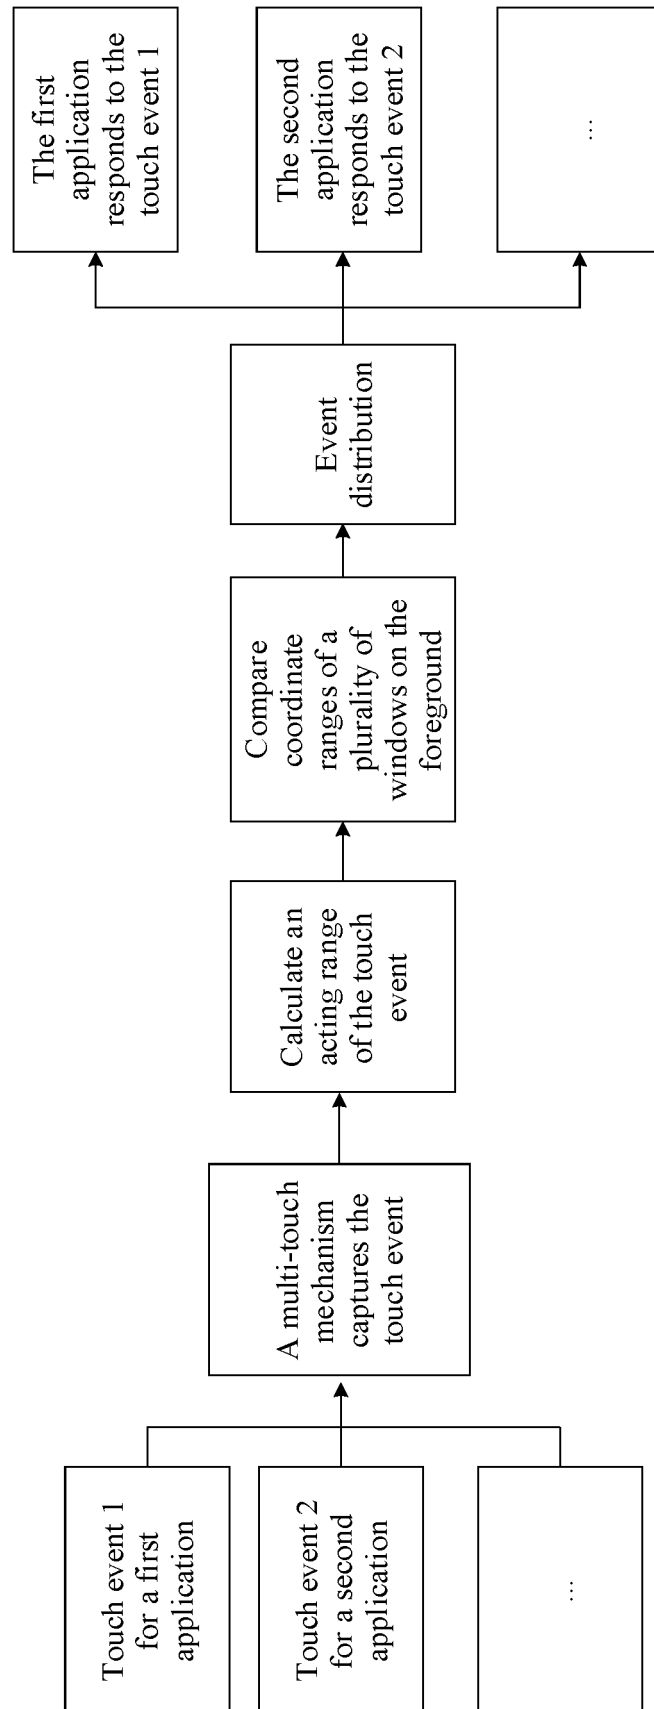 Touch event 1
for a first
application
Touch event 2
for a second
application
...
A multi-touch
mechanism
captures the
touch event
Calculate an
acting range
of the touch
event
Compare
coordinate
ranges of a
plurality of
windows on the
foreground
Event
distribution
The first
application
responds to the
touch event 1
The second
application
responds to the
touch event 2
...